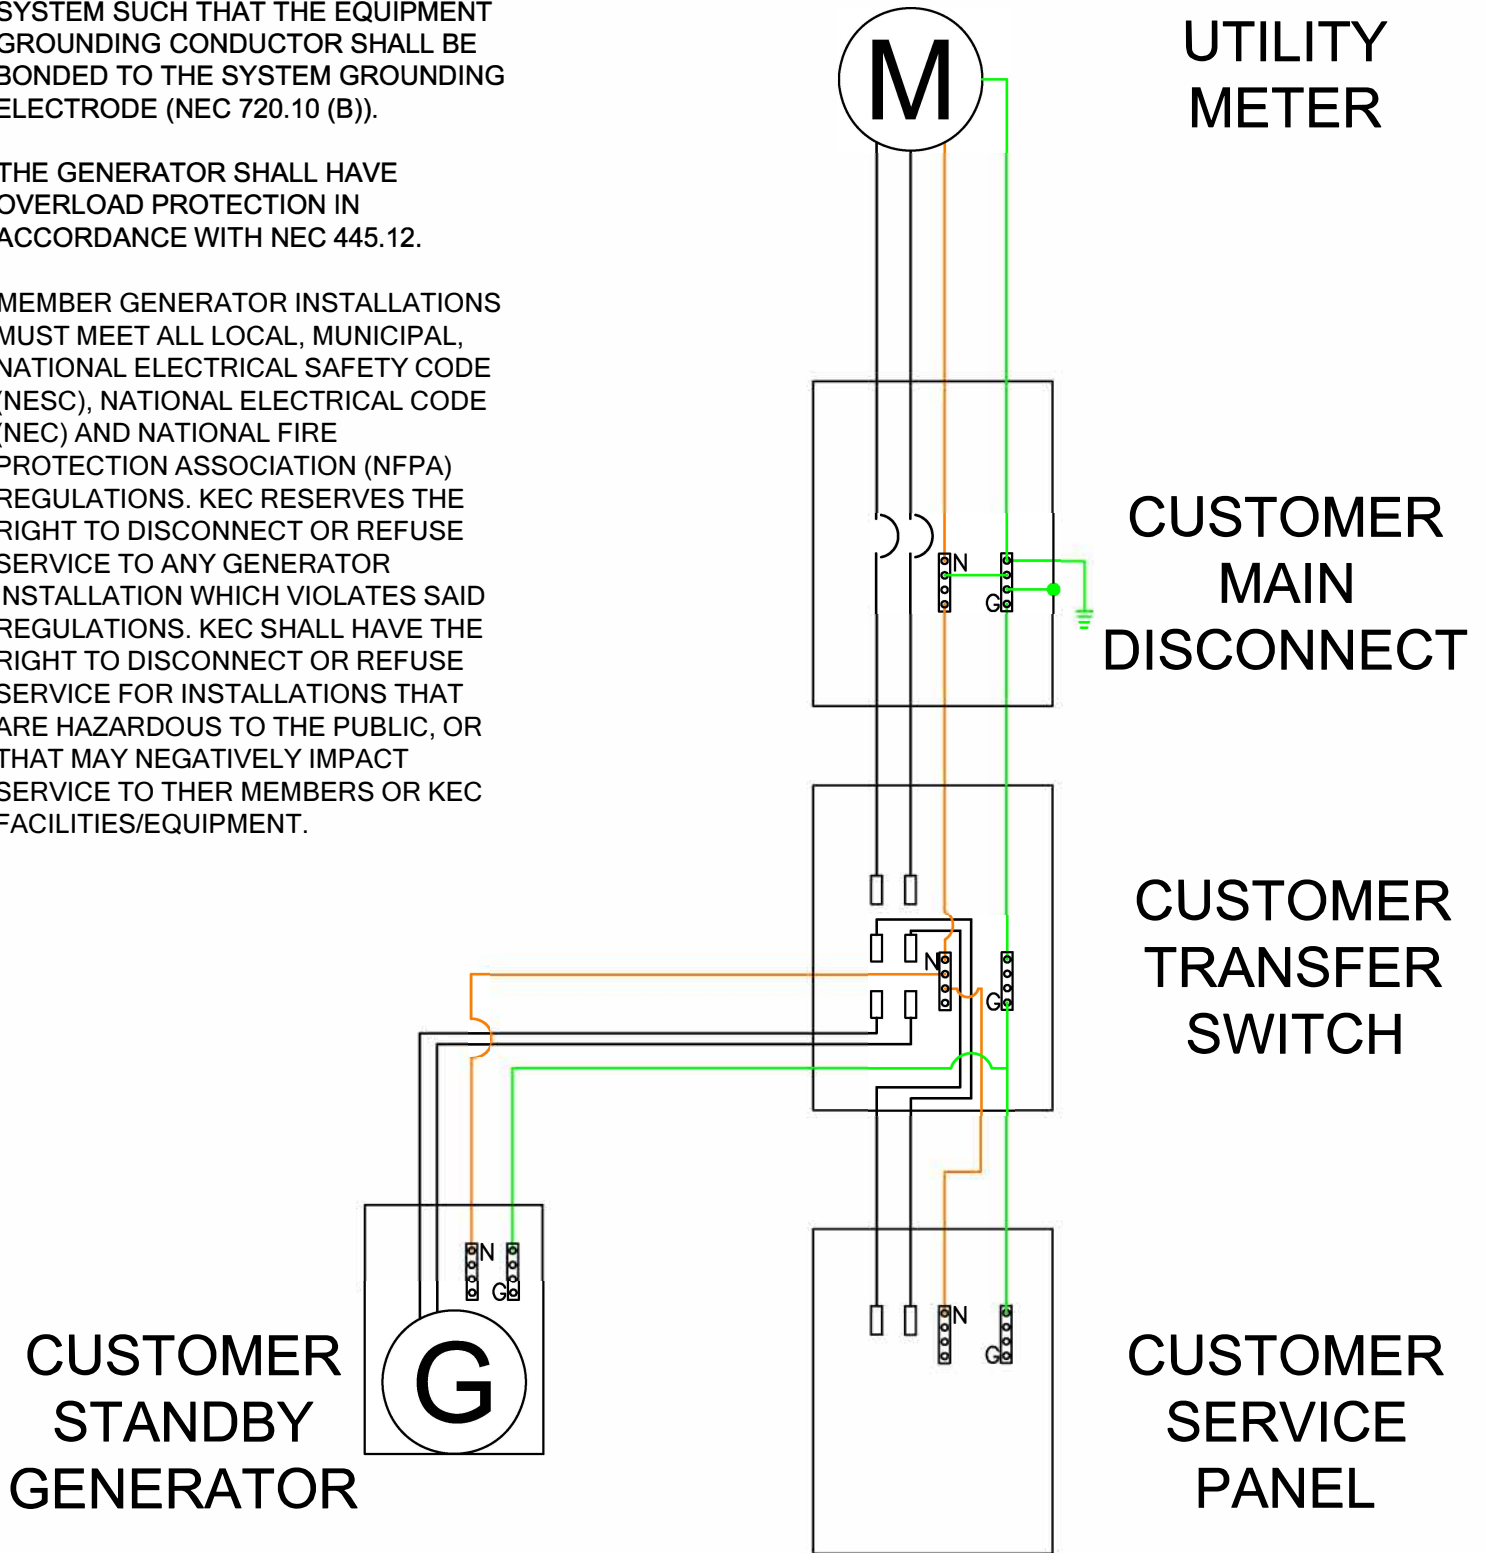 SYSTEM SUCH THAT THE EQUIPMENT
GROUNDING CONDUCTOR SHALL BE
BONDED TO THE SYSTEM GROUNDING
ELECTRODE (NEC 720.10 (B)).
THE GENERATOR SHALL HAVE
OVERLOAD PROTECTION IN
ACCORDANCE WITH NEC 445.12.
MEMBER GENERATOR INSTALLATIONS
MUST MEET ALL LOCAL, MUNICIPAL,
NATIONAL ELECTRICAL SAFETY CODE
(NESC), NATIONAL ELECTRICAL CODE
(NEC) AND NATIONAL FIRE
PROTECTION ASSOCIATION (NFPA)
REGULATIONS. KEC RESERVES THE
RIGHT TO DISCONNECT OR REFUSE
SERVICE TO ANY GENERATOR
INSTALLATION WHICH VIOLATES SAID
REGULATIONS. KEC SHALL HAVE THE
RIGHT TO DISCONNECT OR REFUSE
SERVICE FOR INSTALLATIONS THAT
ARE HAZARDOUS TO THE PUBLIC, OR
THAT MAY NEGATIVELY IMPACT
SERVICE TO THER MEMBERS OR KEC
FACILITIES/EQUIPMENT.
M
UTILITY
METER
N
G
CUSTOMER
MAIN
DISCONNECT
N
G
CUSTOMER
TRANSFER
SWITCH
N
G
G
CUSTOMER
STANDBY
GENERATOR
N
G
CUSTOMER
SERVICE
PANEL